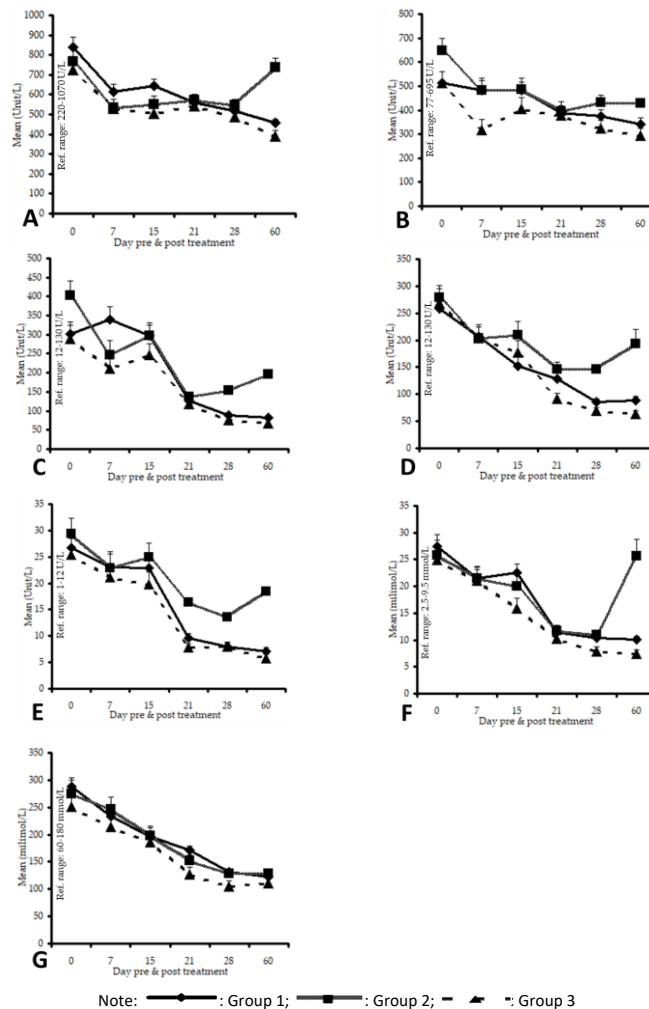 1000
900
800
700
600
500
400
300
200
100
0
Mean (Unit/L)
Ref. range: 220-1070 U/L
0 7 15 21 28 60
Day pre & post treatment
A
800
700
600
500
400
300
200
100
0
Mean (Unit/L)
Ref. range: 77-695 U/L
0 7 15 21 28 60
Day pre & post treatment
B
500
450
400
350
300
250
200
150
100
50
0
Mean (Unit/L)
Ref. range: 12-130 U/L
0 7 15 21 28 60
Day pre & post treatment
C
350
300
250
200
150
100
50
0
Mean (Unit/L)
Ref. range: 12-130 U/L
0 7 15 21 28 60
Day pre & post treatment
D
35
30
25
20
15
10
5
0
Mean (Unit/L)
Ref. range: 1-12 U/L
0 7 15 21 28 60
Day pre & post treatment
E
35
30
25
20
15
10
5
0
Mean (milimol/L)
Ref. range: 2.5-9.5 mmol/L
0 7 15 21 28 60
Day pre & post treatment
F
350
300
250
200
150
100
50
0
Mean (milimol/L)
Ref. range: 60-180 mmol/L
0 7 15 21 28 60
Day pre & post treatment
G
Note: : Group 1; : Group 2; : Group 3